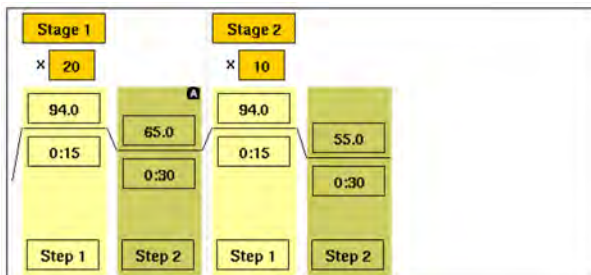 Stage 1 Stage 2
× 20 × 10
A
94.0 65.0 94.0 55.0
0:15 0:30 0:15 0:30
Step 1 Step 2 Step 1 Step 2